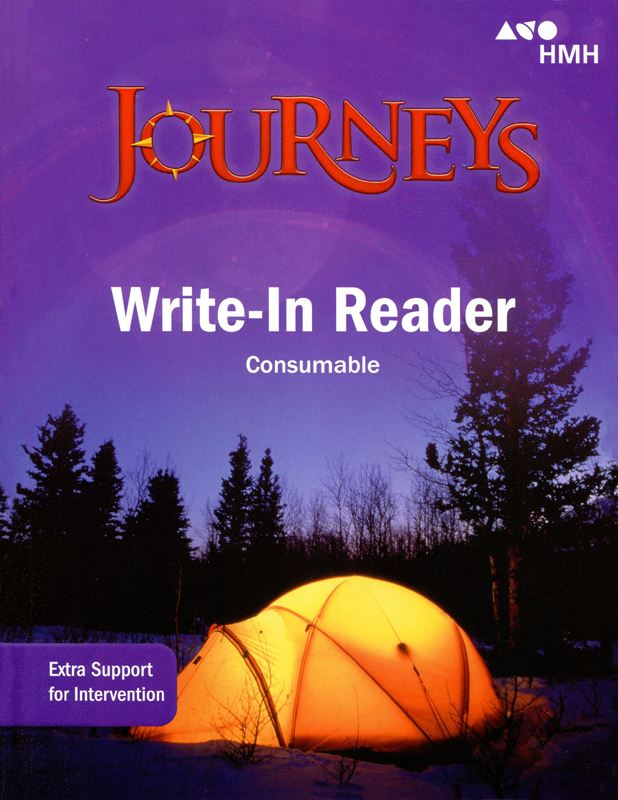 HMH
JOURNEYS
Write-In Reader
Consumable
Extra Support
for Intervention